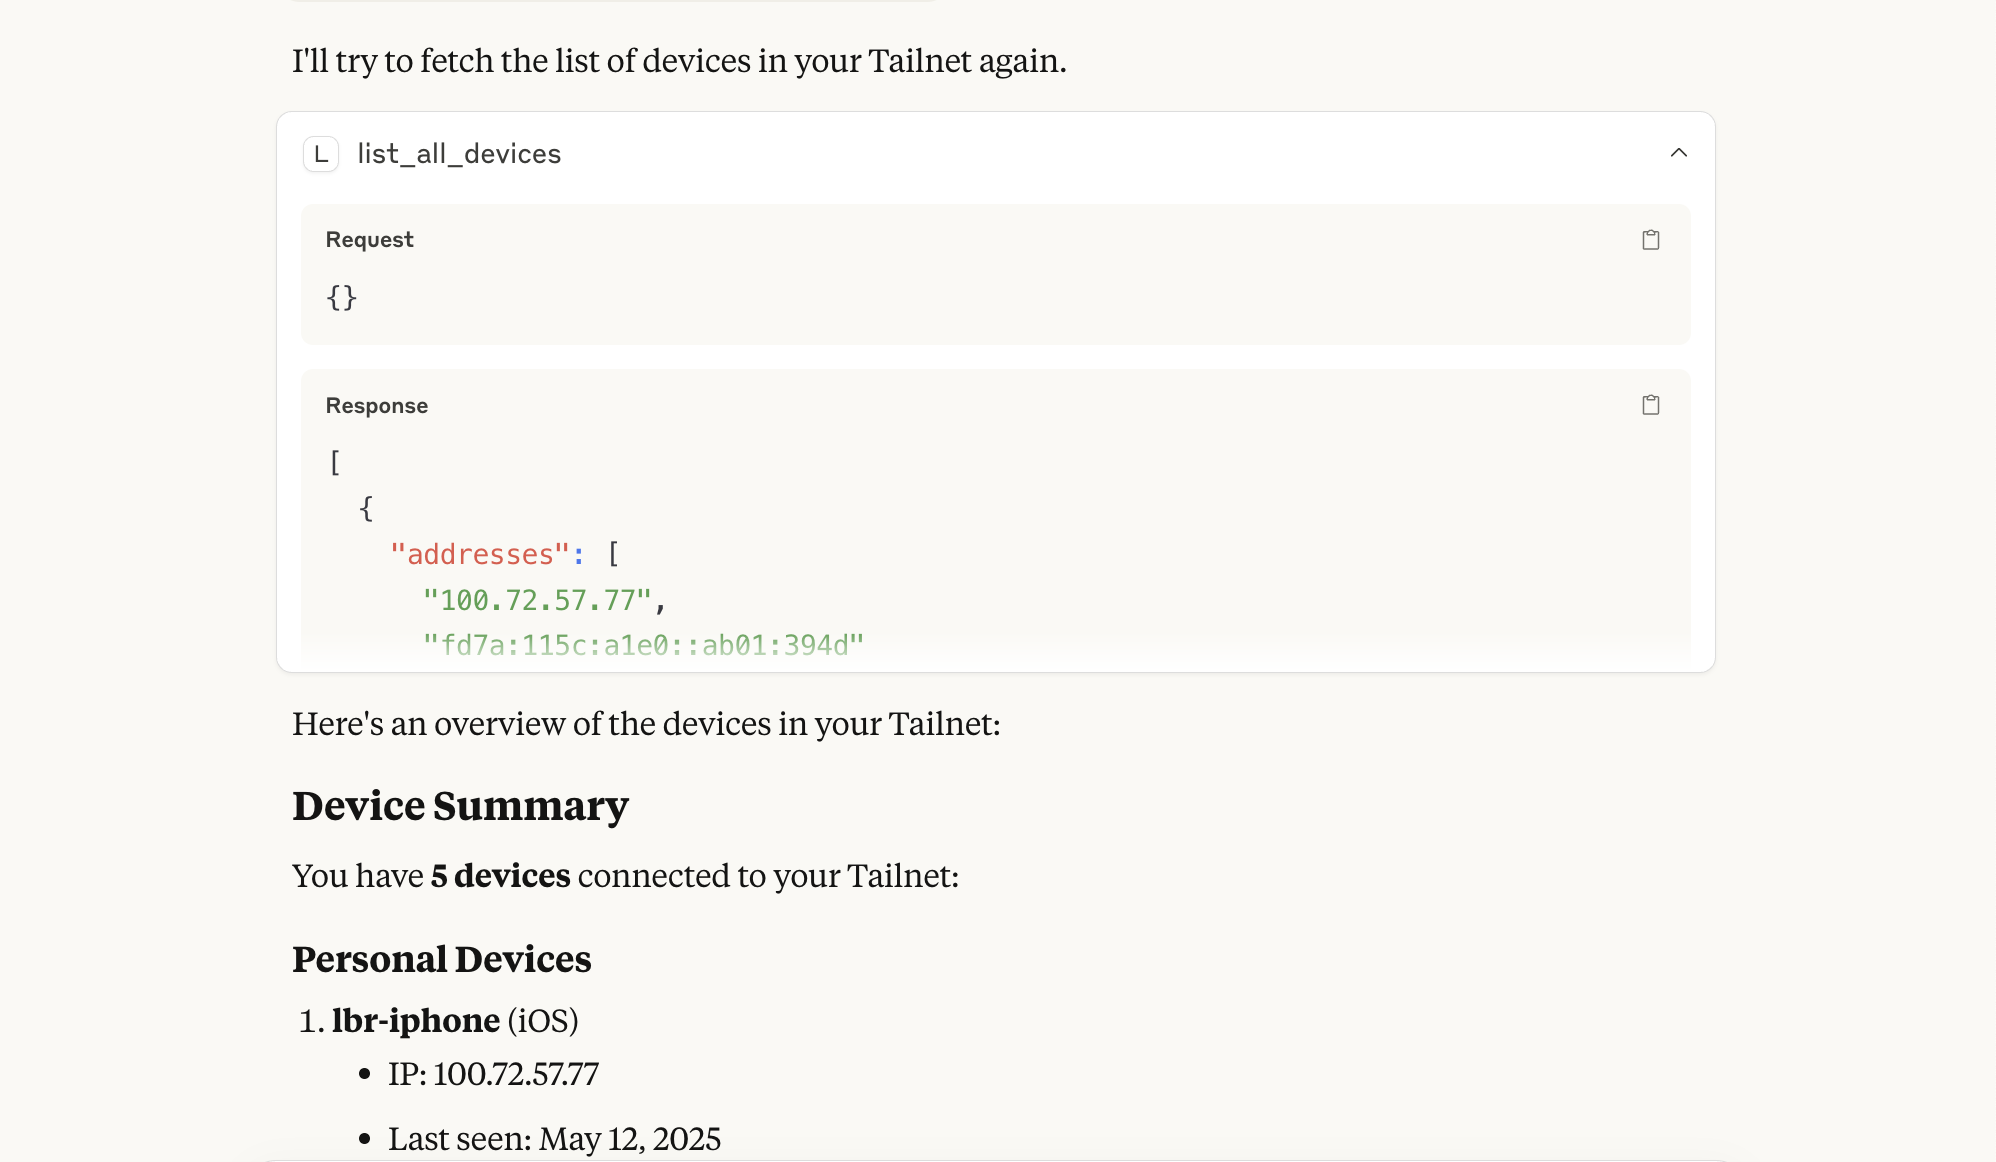 I'll try to fetch the list of devices in your Tailnet again.
L list_all_devices
Request
{}
Response
[
{
"addresses": [
"100.72.57.77",
"fd7a:115c:a1e0::ab01:394d"
Here's an overview of the devices in your Tailnet:
Device Summary
You have 5 devices connected to your Tailnet:
Personal Devices
1. lbr-iphone (iOS)
• IP: 100.72.57.77
• Last seen: May 12, 2025